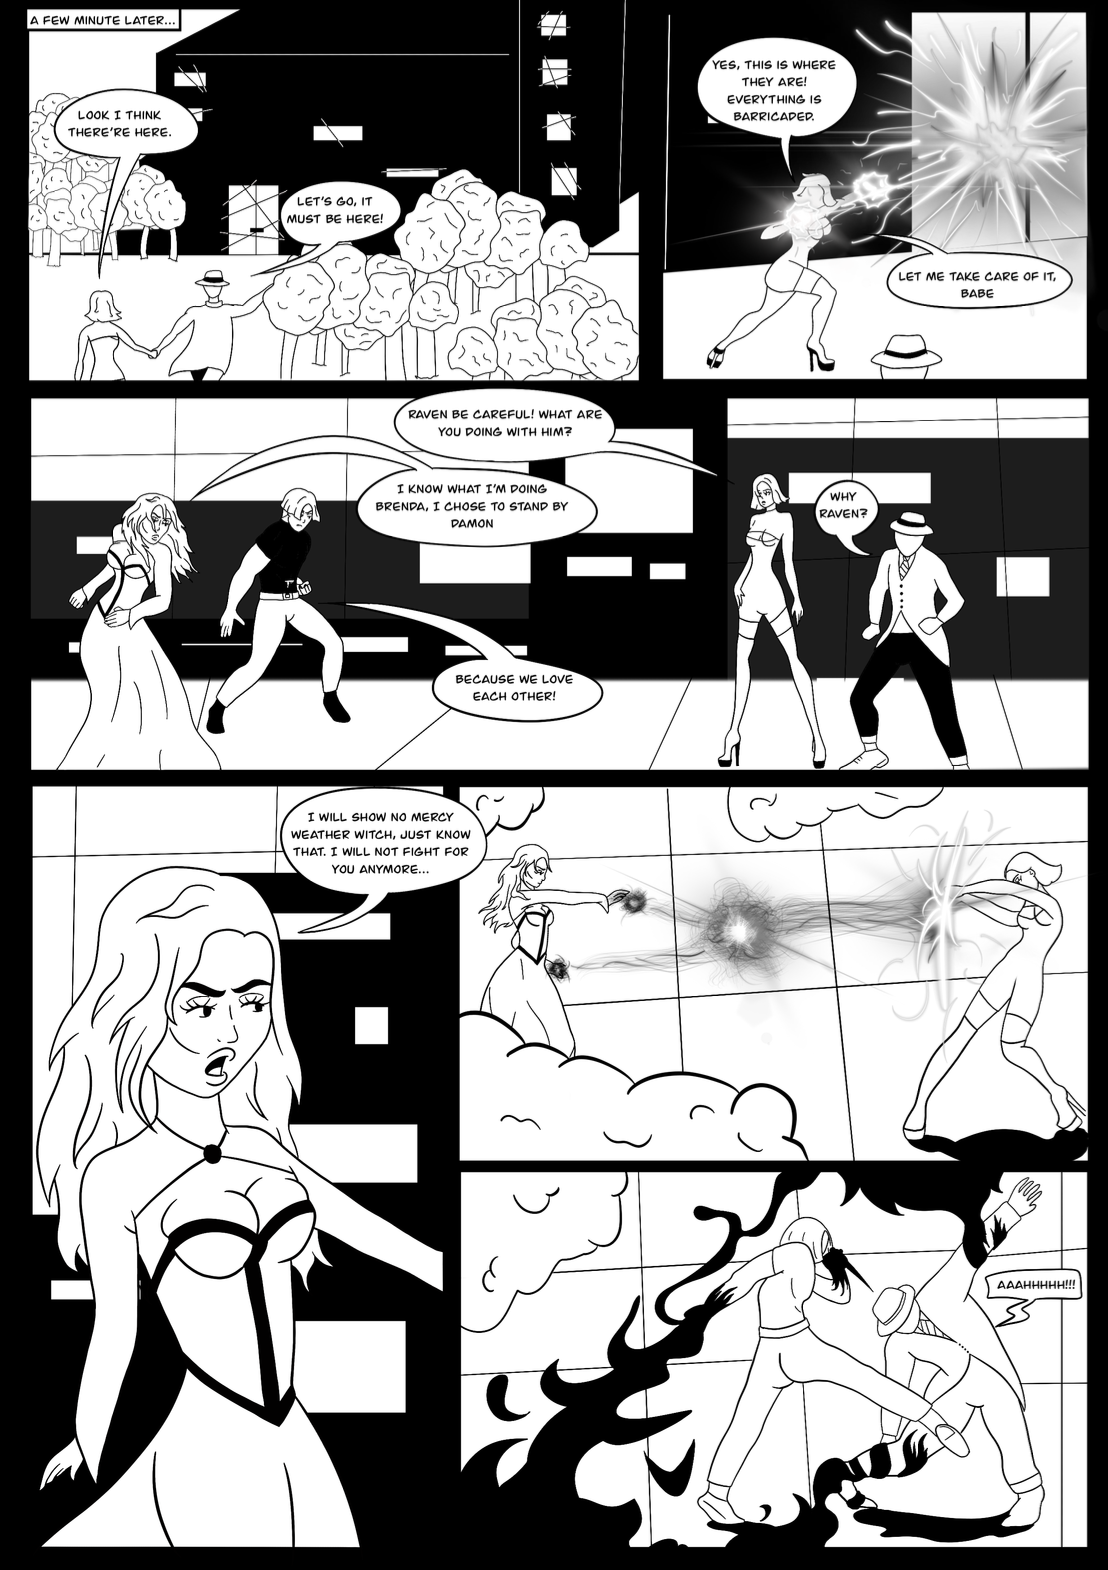 A FEW MINUTE LATER...
LOOK I THINK
THERE'RE HERE.
LET'S GO, IT
MUST BE HERE!
YES, THIS IS WHERE
THEY ARE!
EVERYTHING IS
BARRICADED.
LET ME TAKE CARE OF IT,
BABE
RAVEN BE CAREFUL! WHAT ARE
YOU DOING WITH HIM?
I KNOW WHAT I'M DOING
BRENDA, I CHOSE TO STAND BY
DAMON
WHY
RAVEN?
BECAUSE WE LOVE
EACH OTHER!
I WILL SHOW NO MERCY
WEATHER WITCH, JUST KNOW
THAT. I WILL NOT FIGHT FOR
YOU ANYMORE...
AAAHHHHH!!!